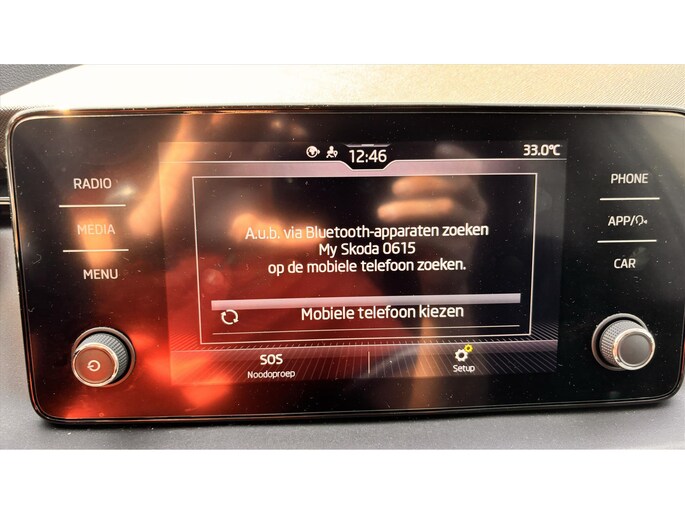 12:46
33.0°C
RADIO
MEDIA
MENU
PHONE
APP/
CAR
A.u.b. via Bluetooth-apparaten zoeken
My Skoda 0615
op de mobiele telefoon zoeken.
Mobiele telefoon kiezen
SOS
Noodoproep
Setup